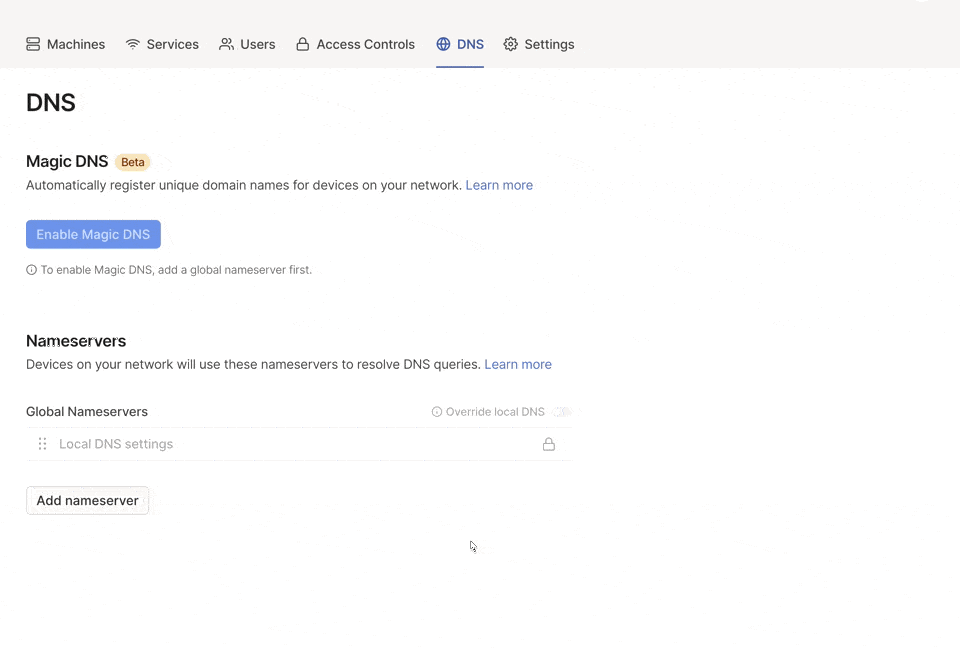 Machines Services Users Access Controls DNS Settings
DNS
Magic DNS Beta
Automatically register unique domain names for devices on your network. Learn more
Enable Magic DNS
To enable Magic DNS, add a global nameserver first.
Nameservers
Devices on your network will use these nameservers to resolve DNS queries. Learn more
Global Nameservers Override local DNS
Local DNS settings
Add nameserver